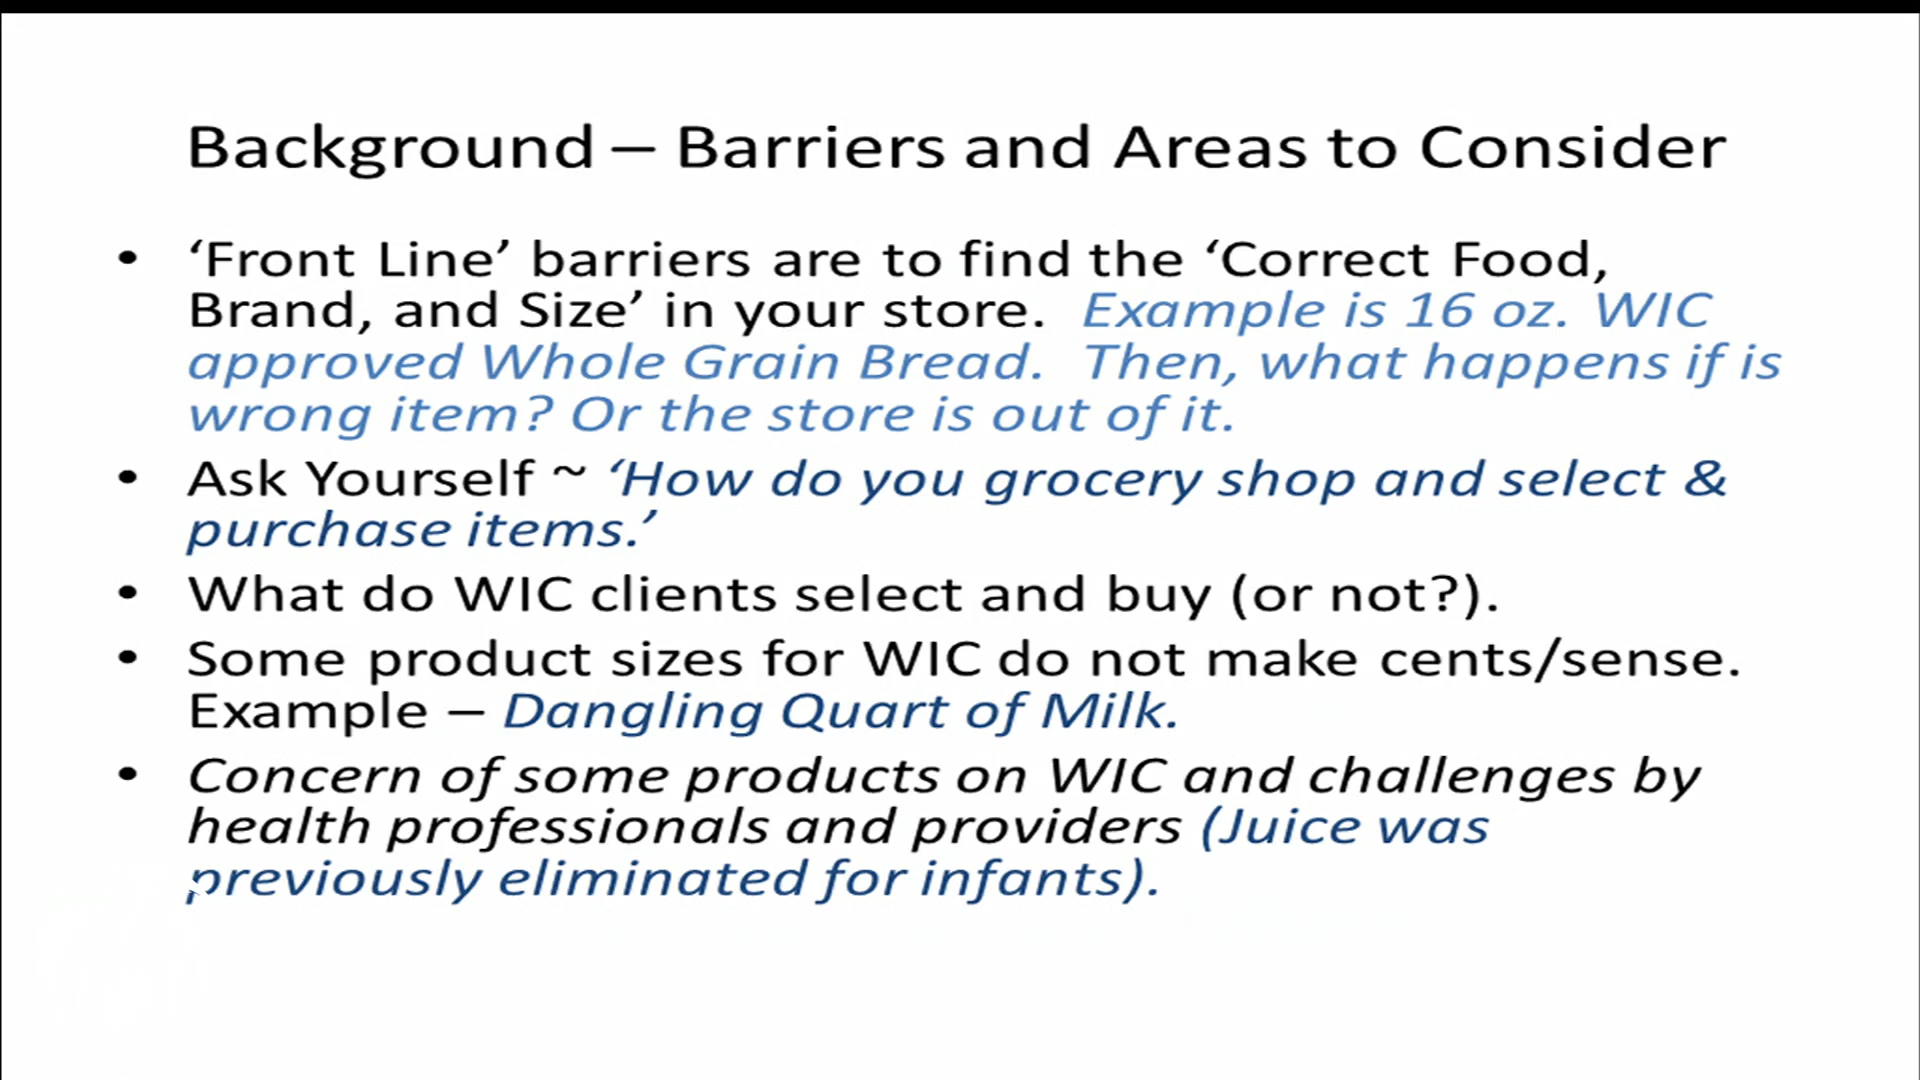 Background – Barriers and Areas to Consider
• ‘Front Line’ barriers are to find the ‘Correct Food,
Brand, and Size’ in your store. Example is 16 oz. WIC
approved Whole Grain Bread. Then, what happens if is
wrong item? Or the store is out of it.
• Ask Yourself ~ ‘How do you grocery shop and select &
purchase items.’
• What do WIC clients select and buy (or not?).
• Some product sizes for WIC do not make cents/sense.
Example – Dangling Quart of Milk.
• Concern of some products on WIC and challenges by
health professionals and providers (Juice was
previously eliminated for infants).